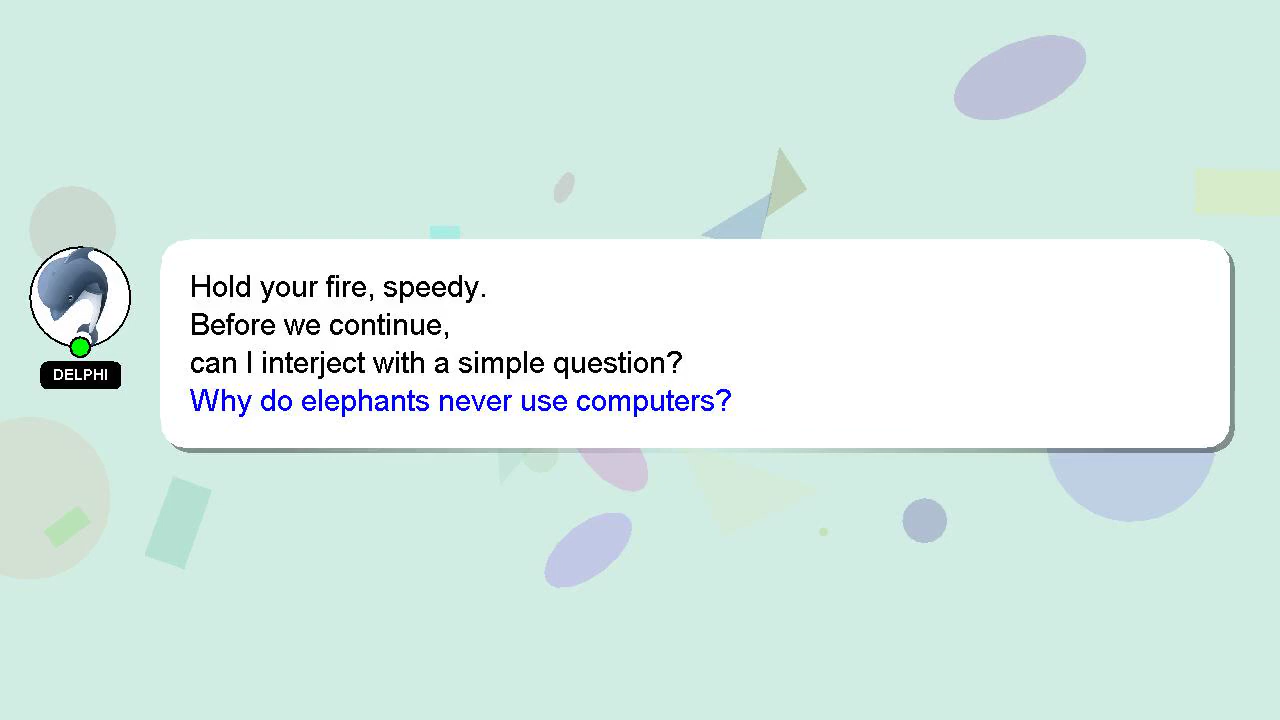 Hold your fire, speedy.
Before we continue,
can I interject with a simple question?
Why do elephants never use computers?
DELPHI